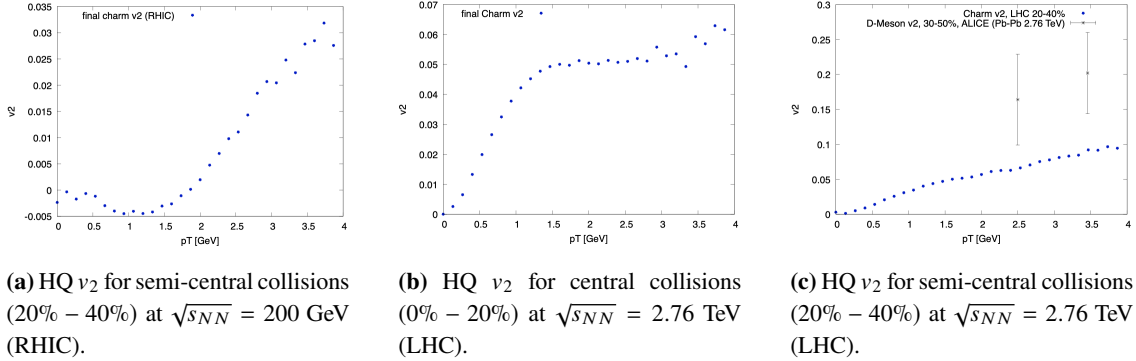 final charm v2 (RHIC)
0.035
0.03
0.025
0.02
0.015
0.01
0.005
0
-0.005
v2
0 0.5 1 1.5 2 2.5 3 3.5 4
pT [GeV]
(a) HQ v2 for semi-central collisions
(20% − 40%) at √sNN = 200 GeV
(RHIC).
final Charm v2
0.07
0.06
0.05
0.04
0.03
0.02
0.01
0
v2
0 0.5 1 1.5 2 2.5 3 3.5 4
pT [GeV]
(b) HQ v2 for central collisions
(0% − 20%) at √sNN = 2.76 TeV
(LHC).
Charm v2, LHC 20-40%
D-Meson v2, 30-50%, ALICE (Pb-Pb 2.76 TeV)
0.3
0.25
0.2
0.15
0.1
0.05
0
v2
0 0.5 1 1.5 2 2.5 3 3.5 4
pT [GeV]
(c) HQ v2 for semi-central collisions
(20% − 40%) at √sNN = 2.76 TeV
(LHC).